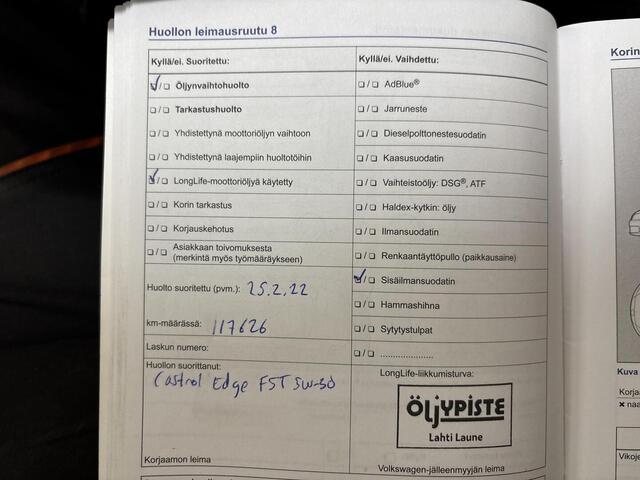 Huollon leimausruutu 8
Kyllä/ei. Suoritettu:
❑/❑ Öljynvaihtohuolto
❑/❑ Tarkastushuolto
❑/❑ Yhdistettynä moottoriöljyn vaihtoon
❑/❑ Yhdistettynä laajempiin huoltotöihin
❑/❑ LongLife-moottoriöljyä käytetty
❑/❑ Korin tarkastus
❑/❑ Korjauskehotus
❑/❑ Asiakkaan toivomuksesta
(merkintä myös työmääräykseen)
Huolto suoritettu (pvm.): 25.2.22
km-määrässä: 117626
Laskun numero:
Huollon suorittanut:
Castrol Edge FST 5W-30
Korjaamon leima
Kyllä/ei. Vaihdettu:
❑/❑ AdBlue®
❑/❑ Jarruneste
❑/❑ Dieselpolttonestesuodatin
❑/❑ Kaasusuodatin
❑/❑ Vaihteistoöljy: DSG®, ATF
❑/❑ Haldex-kytkin: öljy
❑/❑ Ilmansuodatin
❑/❑ Renkaantäyttöpullo (paikkausaine)
❑/❑ Sisäilmansuodatin
❑/❑ Hammashihna
❑/❑ Sytytystulpat
❑/❑ .....................
LongLife-liikkumisturva:
ÖLJYPISTE
Lahti Laune
Volkswagen-jälleenmyyjän leima
Korin
Kuva
Korja
✕ naa
Vikoje